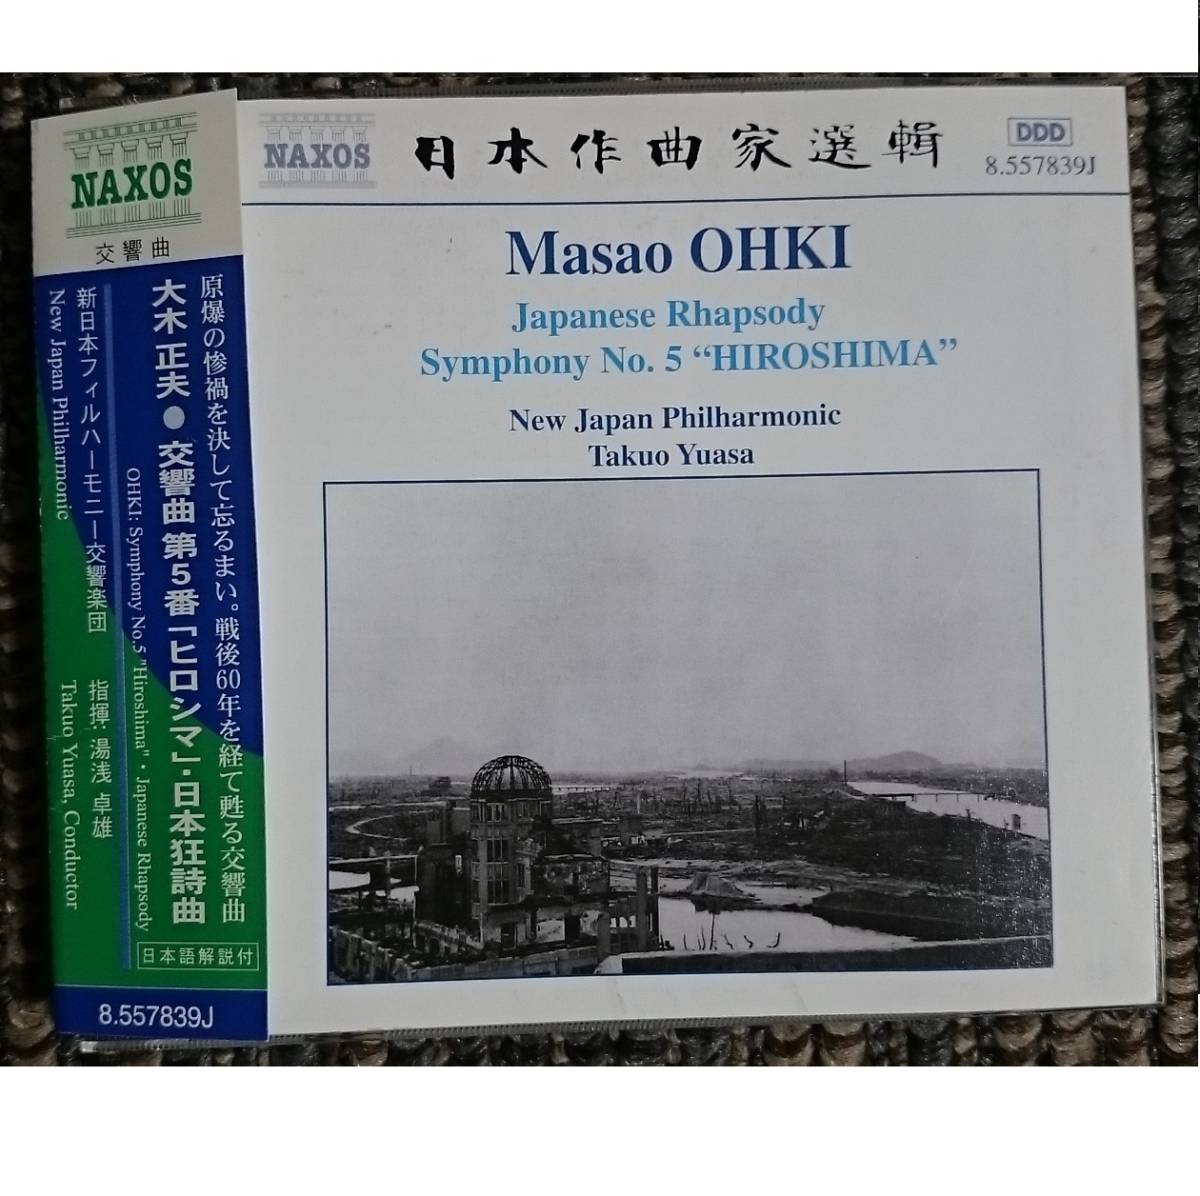 NAXOS
交響曲
原爆の惨禍を決して忘るまい。戦後60年を経て甦る交響曲
大木 正夫●交響曲 第5番「ヒロシマ」・日本狂詩曲
OHKI: Symphony No.5 "Hiroshima"・Japanese Rhapsody
新日本フィルハーモニー交響楽団 指揮:湯浅 卓雄
New Japan Philharmonic Takuo Yuasa, Conductor
日本語解説付
8.557839J
NAXOS
日本作曲家選輯
DDD
8.557839J
Masao OHKI
Japanese Rhapsody
Symphony No. 5 “HIROSHIMA”
New Japan Philharmonic
Takuo Yuasa